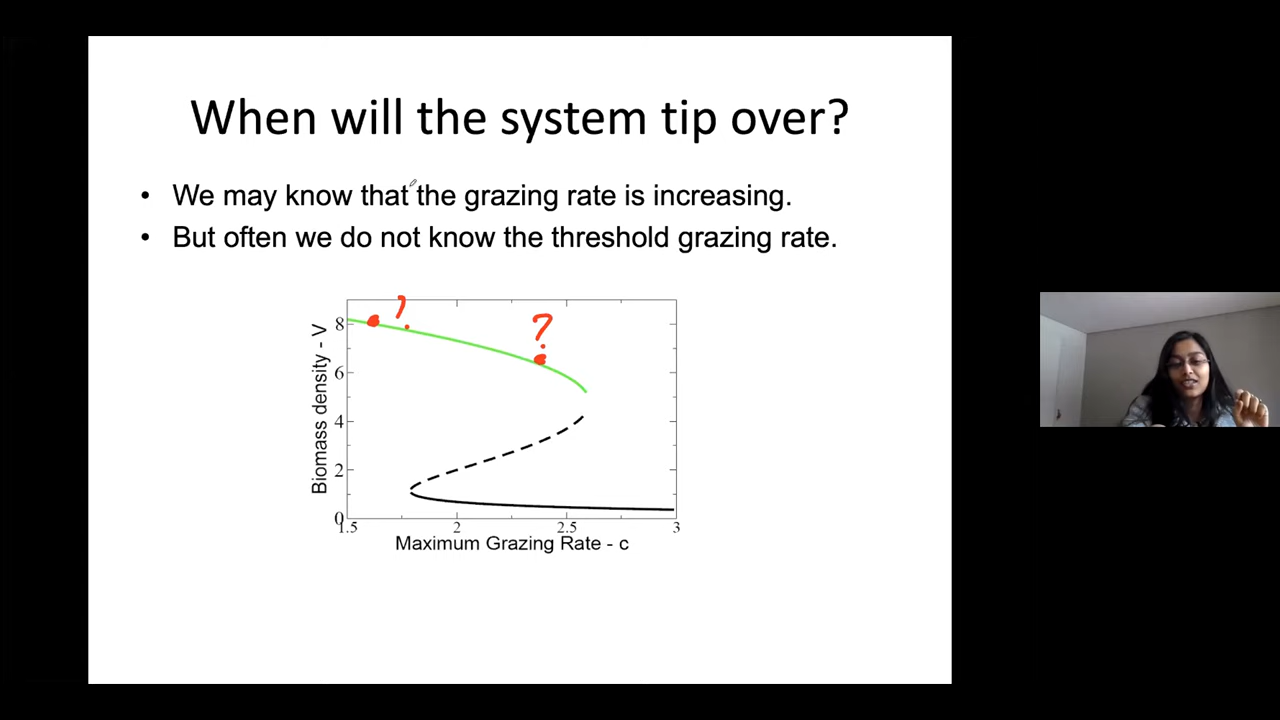 When will the system tip over?
• We may know that the grazing rate is increasing.
• But often we do not know the threshold grazing rate.
?
?
8
6
4
2
0
Biomass density - V
1.5 2 2.5 3
Maximum Grazing Rate - c